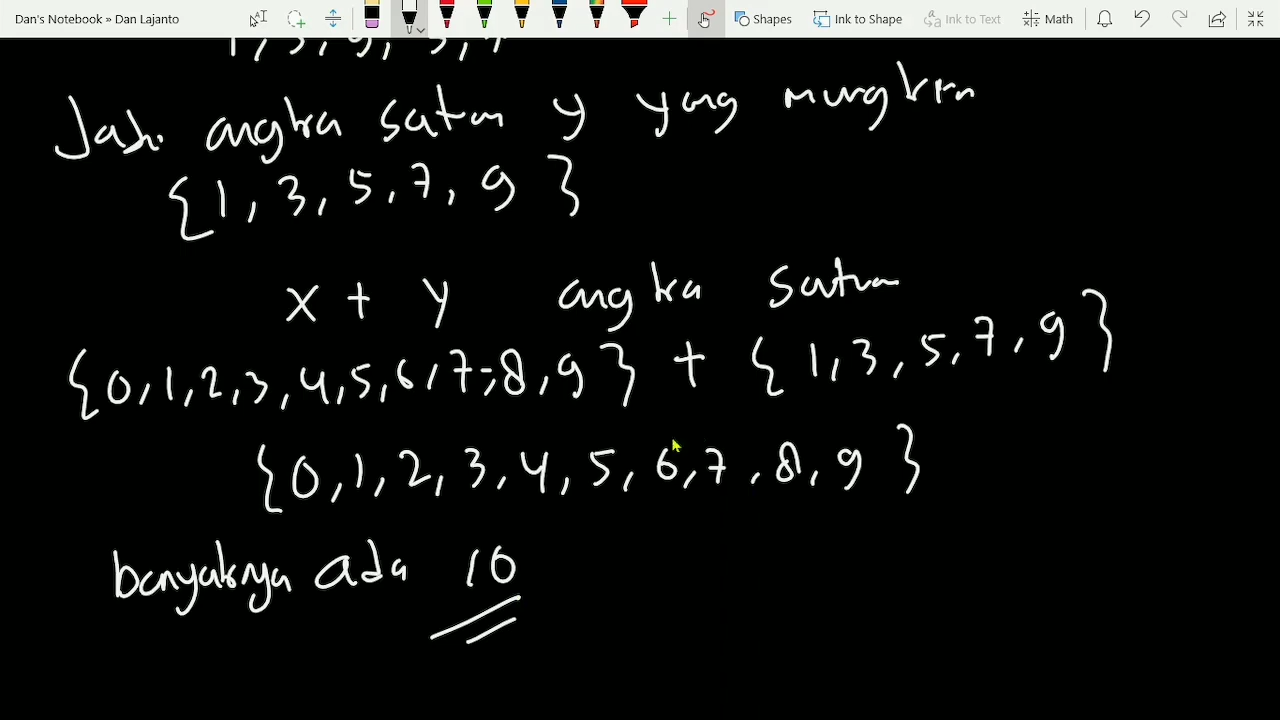 Dan's Notebook » Dan Lajanto
Shapes Ink to Shape Ink to Text Math
Jadi angka satuan y yang mungkin
{1, 3, 5, 7, 9}
x + y angka satuan
{0, 1, 2, 3, 4, 5, 6, 7, 8, 9} + {1, 3, 5, 7, 9}
{0, 1, 2, 3, 4, 5, 6, 7, 8, 9}
banyaknya ada 10